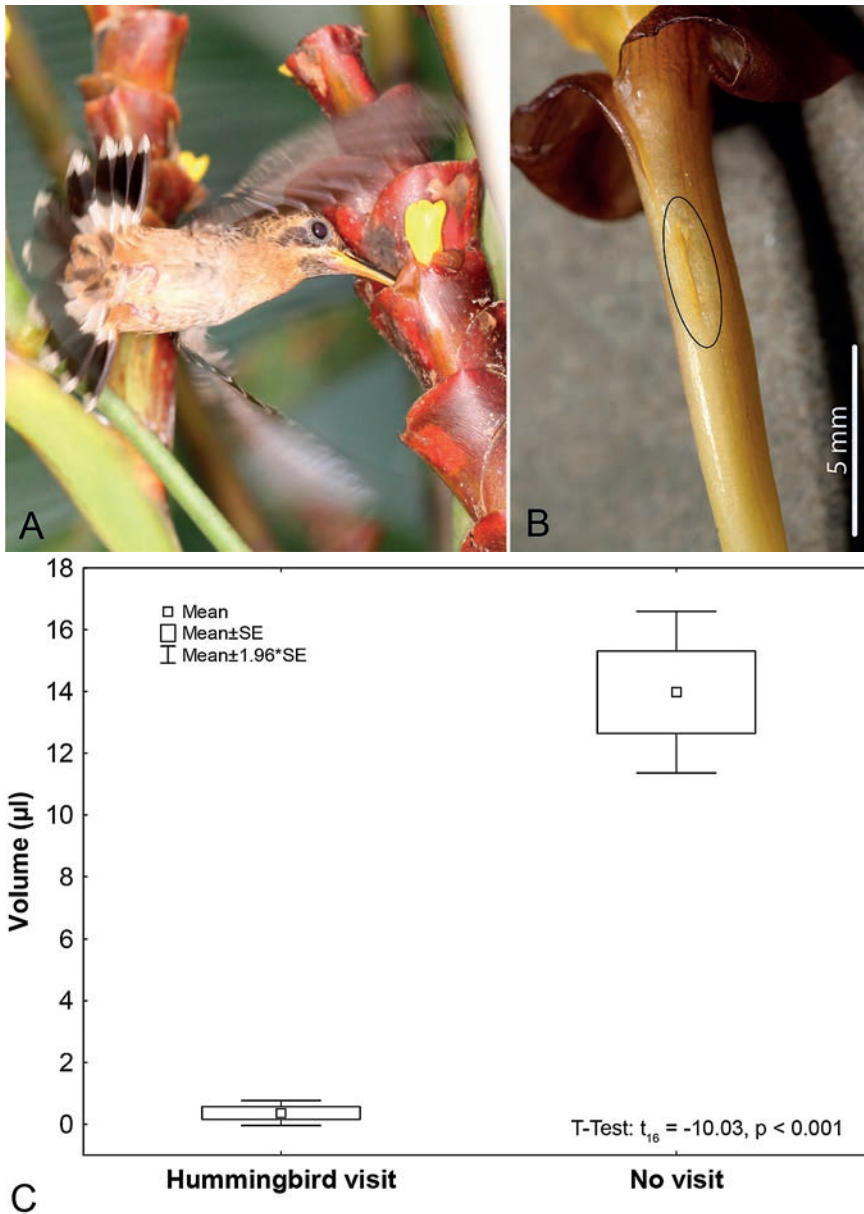 A
B
5 mm
18
16
14
12
10
8
6
4
2
0
Volume (µl)
Mean
Mean±SE
Mean±1.96*SE
T-Test: t₁₆ = -10.03, p < 0.001
Hummingbird visit
No visit
C